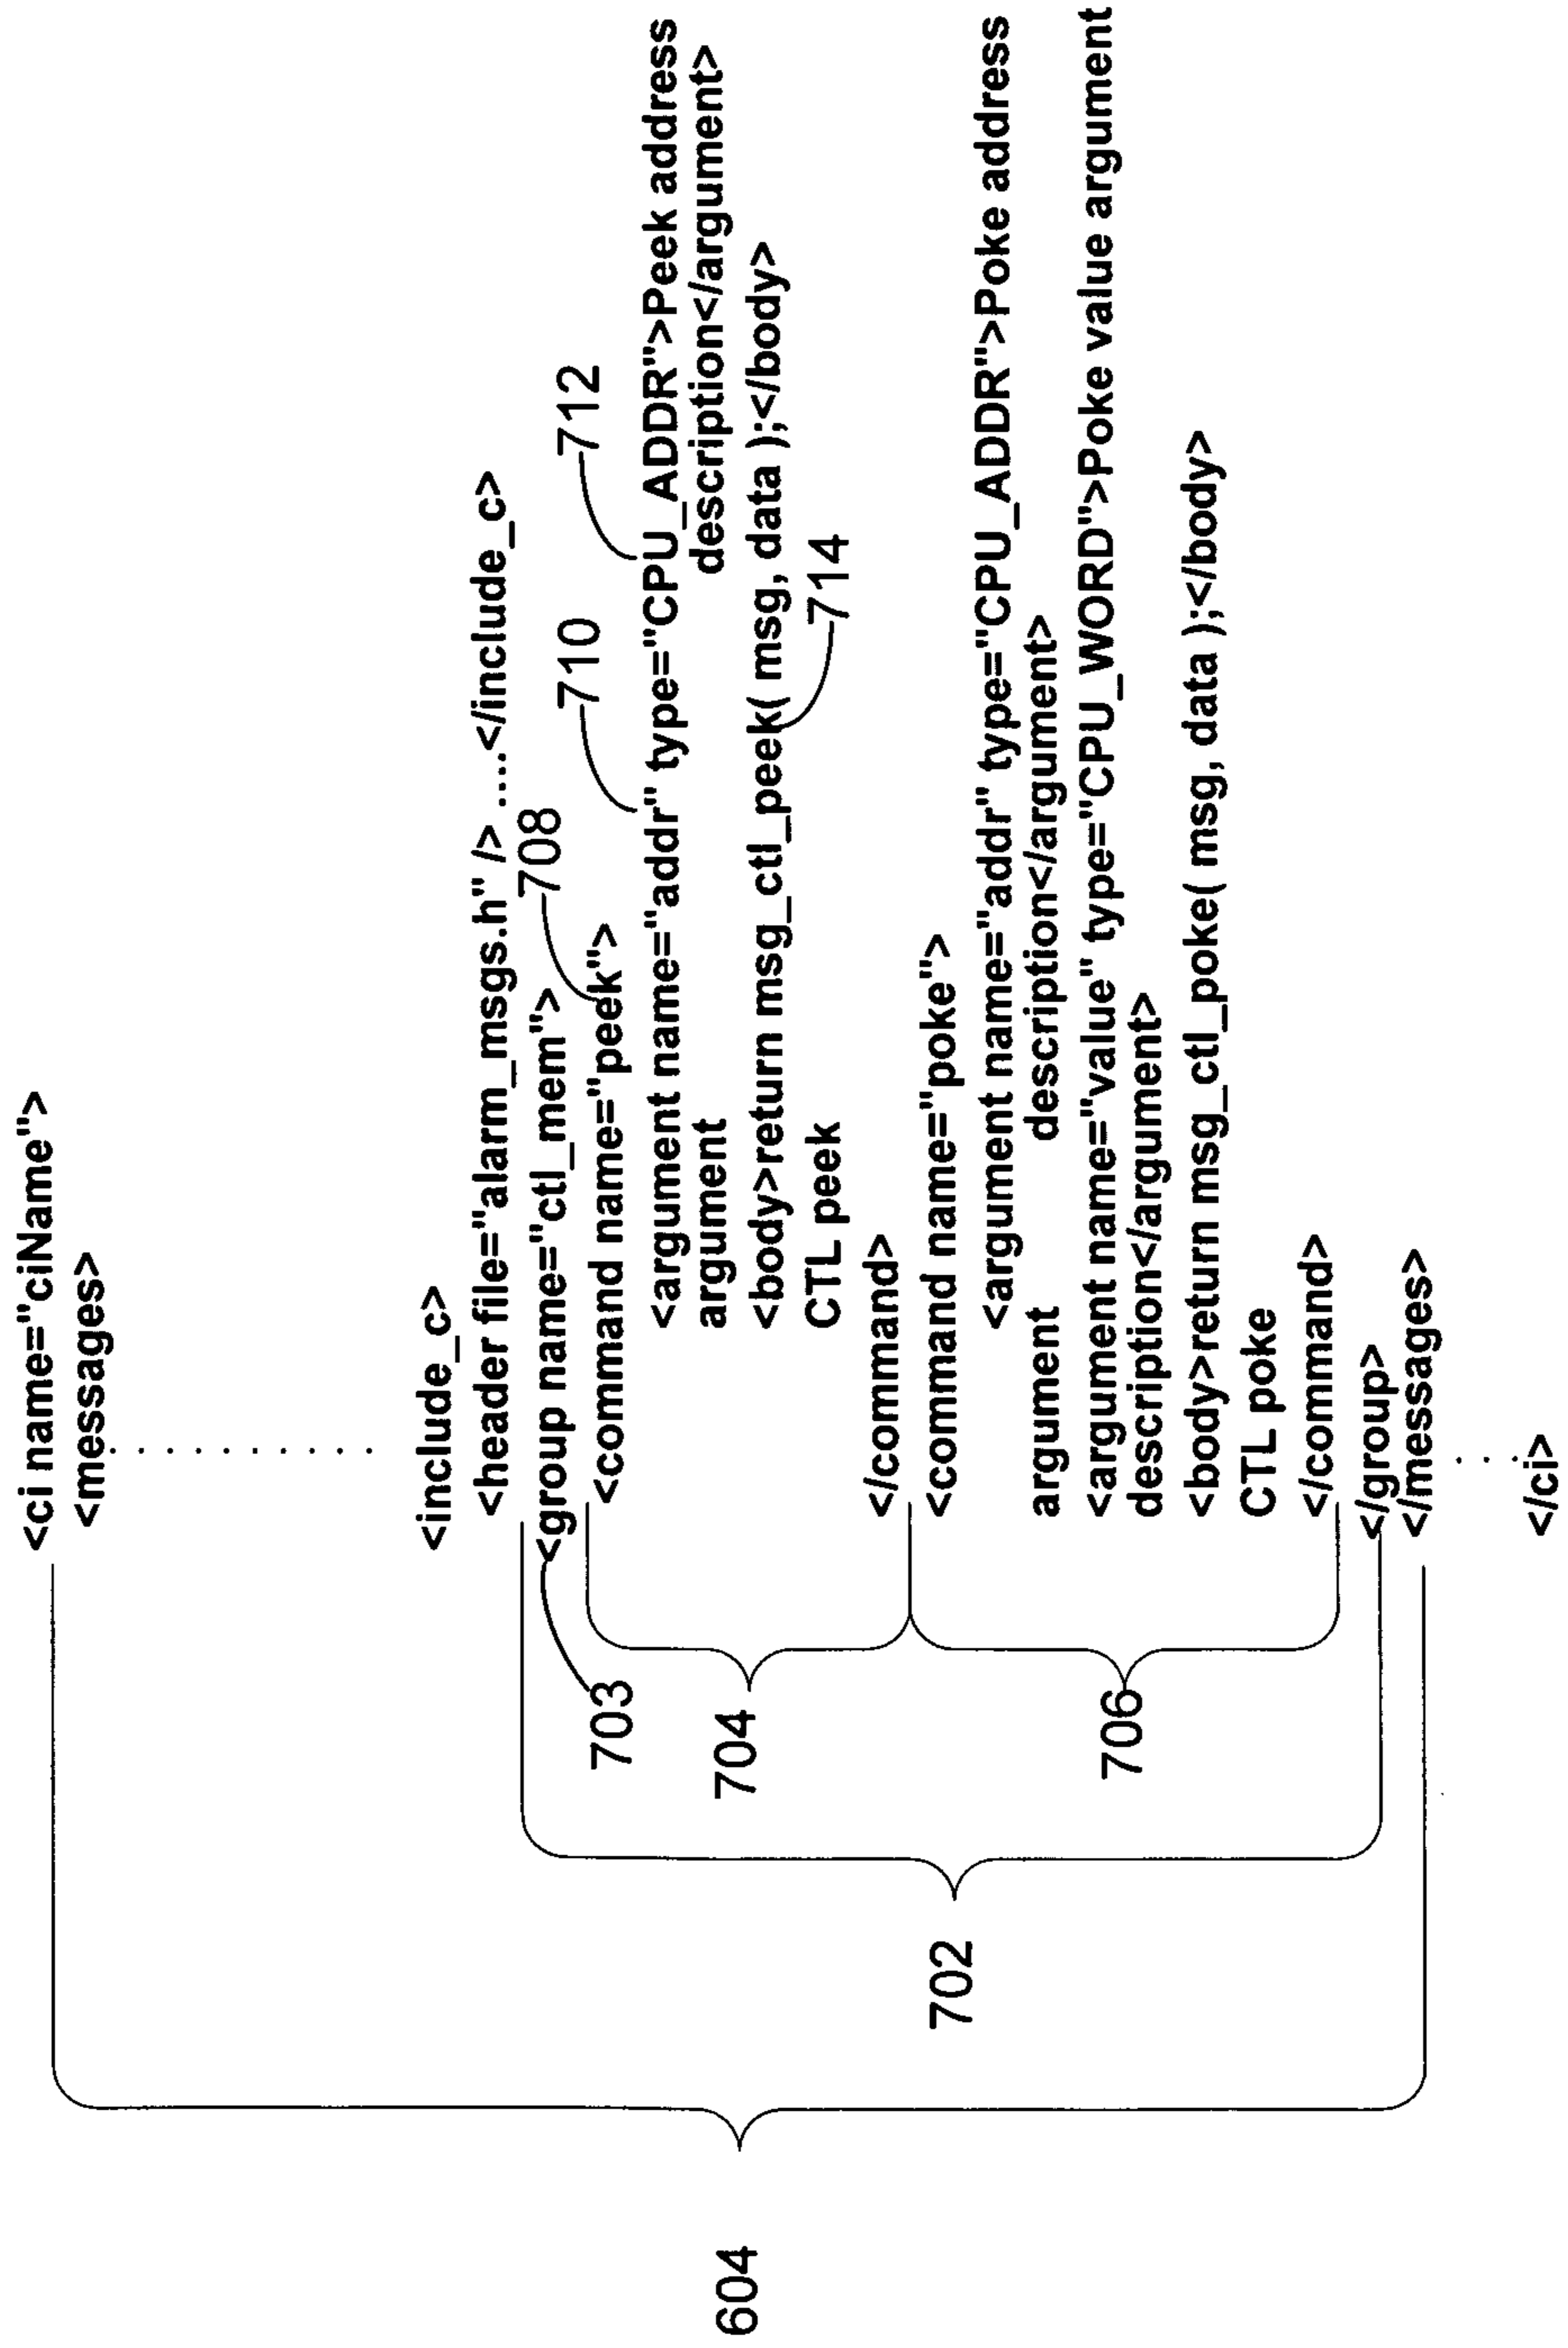 <ci name="ciName">
<messages>
<include_c>
<header file="alarm_msgs.h" /> ....</include_c>
<group name="ctl_mem">
708
<command name="peek">
703
710
712
<argument name="addr" type="CPU_ADDR">Peek address
argument description</argument>
704
<body>return msg_ctl_peek( msg, data );</body>
CTL peek
714
</command>
<command name="poke">
<argument name="addr" type="CPU_ADDR">Poke address
argument description</argument>
<argument name="value" type="CPU_WORD">Poke value argument
706
description</argument>
<body>return msg_ctl_poke( msg, data );</body>
CTL poke
</command>
</group>
</messages>
</ci>
702
604